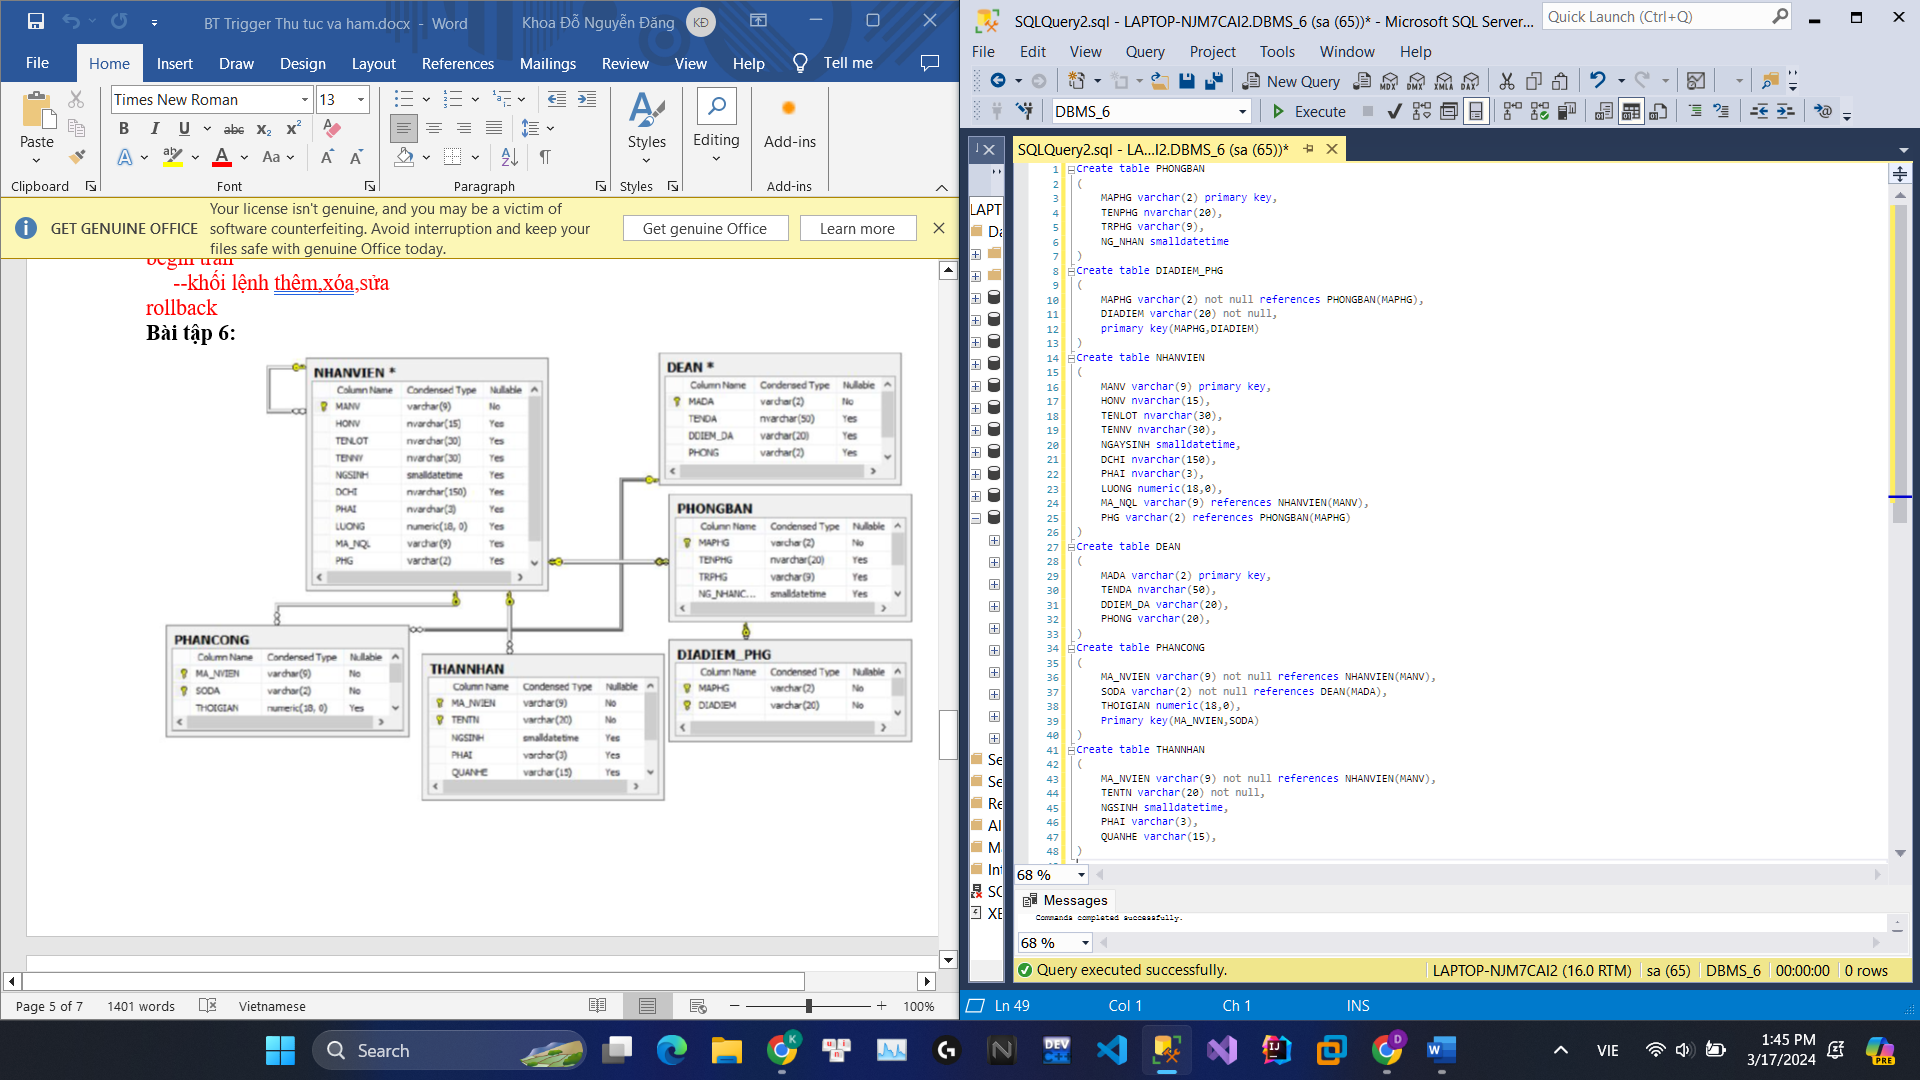 BT Trigger Thu tuc va ham.docx - Word
Khoa Đỗ Nguyễn Đăng
KĐ
File
Home
Insert
Draw
Design
Layout
References
Mailings
Review
View
Help
Tell me
Paste
Times New Roman
13
Styles
Editing
Add-ins
Clipboard
Font
Paragraph
Styles
Add-ins
GET GENUINE OFFICE
Your license isn't genuine, and you may be a victim of
software counterfeiting. Avoid interruption and keep your
files safe with genuine Office today.
Get genuine Office
Learn more
begin tran
--khối lệnh thêm,xóa,sửa
rollback
Bài tập 6:
NHANVIEN *
Column Name Condensed Type Nullable
MANV varchar(9) No
HONV nvarchar(15) Yes
TENLOT nvarchar(30) Yes
TENNV nvarchar(30) Yes
NGSINH smalldatetime Yes
DCHI nvarchar(150) Yes
PHAI nvarchar(3) Yes
LUONG numeric(18, 0) Yes
MA_NQL varchar(9) Yes
PHG varchar(2) Yes
DEAN *
Column Name Condensed Type Nullable
MADA varchar(2) No
TENDA nvarchar(50) Yes
DDIEM_DA varchar(20) Yes
PHONG varchar(2) Yes
PHONGBAN
Column Name Condensed Type Nullable
MAPHG varchar(2) No
TENPHG nvarchar(20) Yes
TRPHG varchar(9) Yes
NG_NHANC... smalldatetime Yes
PHANCONG
Column Name Condensed Type Nullable
MA_NVIEN varchar(9) No
SODA varchar(2) No
THOIGIAN numeric(18, 0) Yes
THANNHAN
Column Name Condensed Type Nullable
MA_NVIEN varchar(9) No
TENTN varchar(20) No
NGSINH smalldatetime Yes
PHAI varchar(3) Yes
QUANHE varchar(15) Yes
DIADIEM_PHG
Column Name Condensed Type Nullable
MAPHG varchar(2) No
DIADIEM varchar(20) No
Page 5 of 7
1401 words
Vietnamese
100%
SQLQuery2.sql - LAPTOP-NJM7CAI2.DBMS_6 (sa (65))* - Microsoft SQL Server...
Quick Launch (Ctrl+Q)
File
Edit
View
Query
Project
Tools
Window
Help
New Query
DBMS_6
Execute
SQLQuery2.sql - LA...I2.DBMS_6 (sa (65))*
LAPT
Da
Se
Se
Re
Al
Ma
Int
SC
XE
1 Create table PHONGBAN
2 (
3 MAPHG varchar(2) primary key,
4 TENPHG nvarchar(20),
5 TRPHG varchar(9),
6 NG_NHAN smalldatetime
7 )
8 Create table DIADIEM_PHG
9 (
10 MAPHG varchar(2) not null references PHONGBAN(MAPHG),
11 DIADIEM varchar(20) not null,
12 primary key(MAPHG,DIADIEM)
13 )
14 Create table NHANVIEN
15 (
16 MANV varchar(9) primary key,
17 HONV nvarchar(15),
18 TENLOT nvarchar(30),
19 TENNV nvarchar(30),
20 NGAYSINH smalldatetime,
21 DCHI nvarchar(150),
22 PHAI nvarchar(3),
23 LUONG numeric(18,0),
24 MA_NQL varchar(9) references NHANVIEN(MANV),
25 PHG varchar(2) references PHONGBAN(MAPHG)
26 )
27 Create table DEAN
28 (
29 MADA varchar(2) primary key,
30 TENDA nvarchar(50),
31 DDIEM_DA varchar(20),
32 PHONG varchar(20),
33 )
34 Create table PHANCONG
35 (
36 MA_NVIEN varchar(9) not null references NHANVIEN(MANV),
37 SODA varchar(2) not null references DEAN(MADA),
38 THOIGIAN numeric(18,0),
39 Primary key(MA_NVIEN,SODA)
40 )
41 Create table THANNHAN
42 (
43 MA_NVIEN varchar(9) not null references NHANVIEN(MANV),
44 TENTN varchar(20) not null,
45 NGSINH smalldatetime,
46 PHAI varchar(3),
47 QUANHE varchar(15),
48 )
68 %
Messages
Commands completed successfully.
68 %
Query executed successfully.
LAPTOP-NJM7CAI2 (16.0 RTM)
sa (65)
DBMS_6
00:00:00
0 rows
Ln 49
Col 1
Ch 1
INS
Search
VIE
1:45 PM
3/17/2024